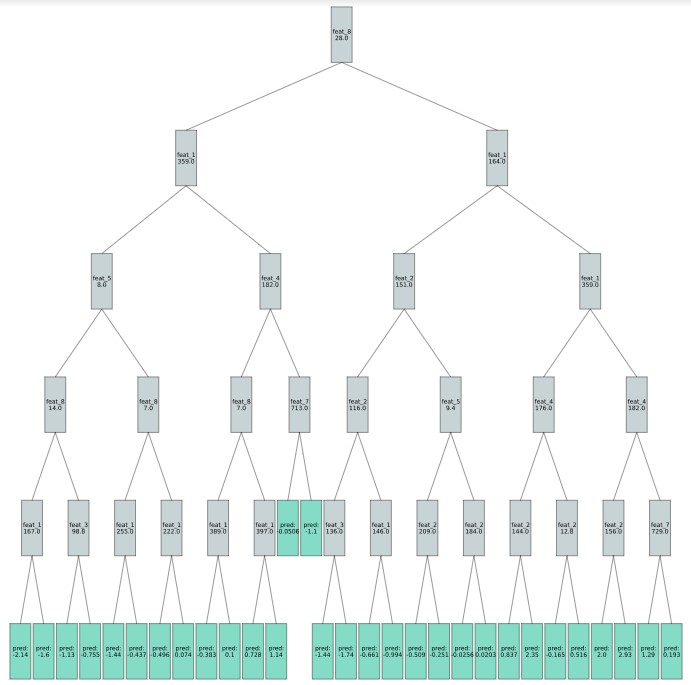 feat_8
28.0
feat_1
359.0
feat_1
164.0
feat_5
8.0
feat_4
182.0
feat_2
151.0
feat_1
359.0
feat_8
14.0
feat_8
7.0
feat_8
7.0
feat_7
713.0
feat_2
116.0
feat_5
9.4
feat_4
176.0
feat_4
182.0
feat_1
167.0
feat_3
98.8
feat_1
255.0
feat_1
222.0
feat_1
389.0
feat_1
397.0
pred:
-0.0506
pred:
-1.1
feat_3
136.0
feat_1
146.0
feat_2
209.0
feat_2
184.0
feat_2
144.0
feat_2
12.8
feat_2
156.0
feat_7
729.0
pred:
-2.14
pred:
-1.6
pred:
-1.13
pred:
-0.755
pred:
-1.44
pred:
-0.437
pred:
-0.496
pred:
0.074
pred:
-0.383
pred:
0.1
pred:
0.728
pred:
1.14
pred:
-1.44
pred:
-1.74
pred:
-0.661
pred:
-0.994
pred:
-0.509
pred:
-0.251
pred:
-0.0256
pred:
0.0203
pred:
0.837
pred:
2.35
pred:
-0.165
pred:
0.516
pred:
2.0
pred:
2.93
pred:
1.29
pred:
0.193